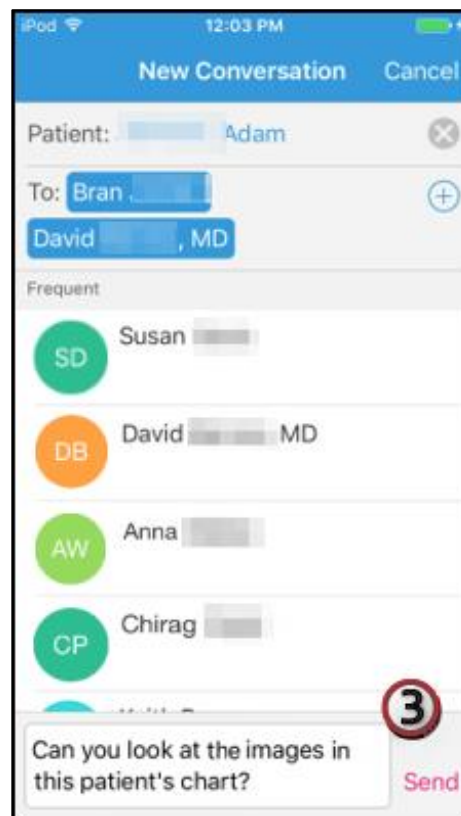 iPod 12:03 PM
New Conversation Cancel
Patient: Adam
To: Bran
David , MD
Frequent
SD Susan
DB David MD
AW Anna
CP Chirag
3
Can you look at the images in
this patient's chart?
Send